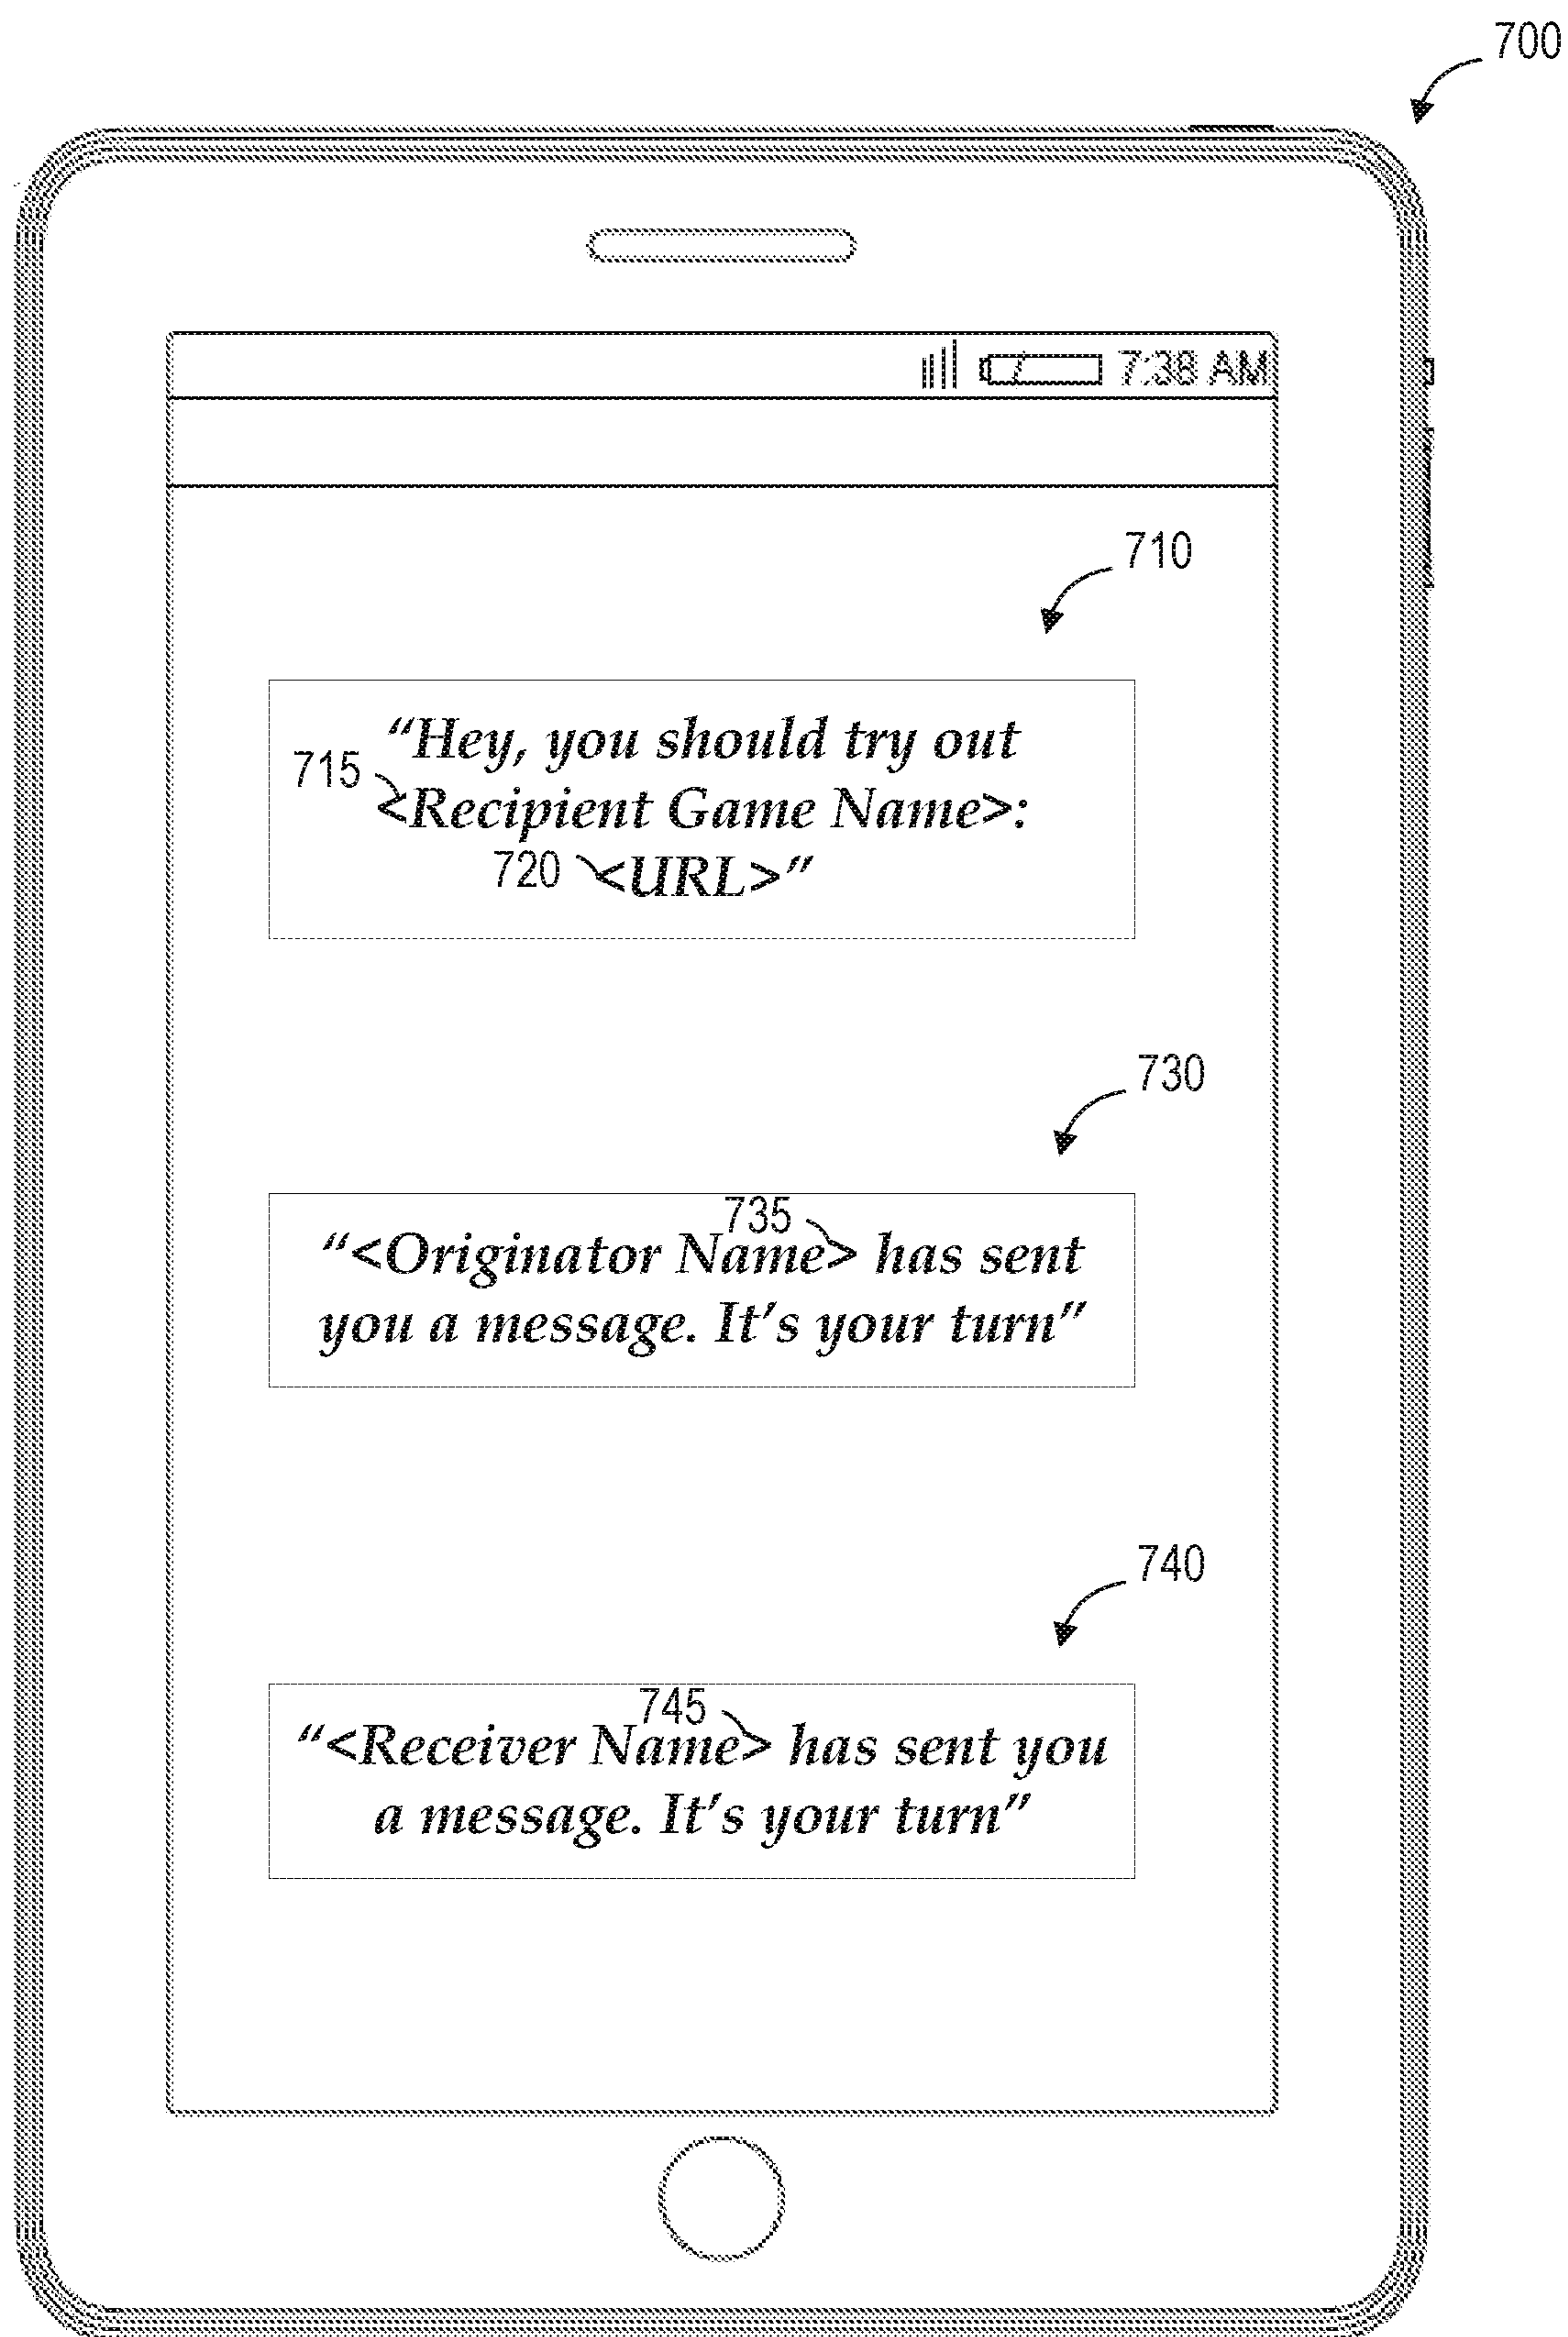 700
7:38 AM
710
“Hey, you should try out
715
<Recipient Game Name>:
720 <URL>”
730
735
“<Originator Name> has sent
you a message. It’s your turn”
740
745
“<Receiver Name> has sent you
a message. It’s your turn”